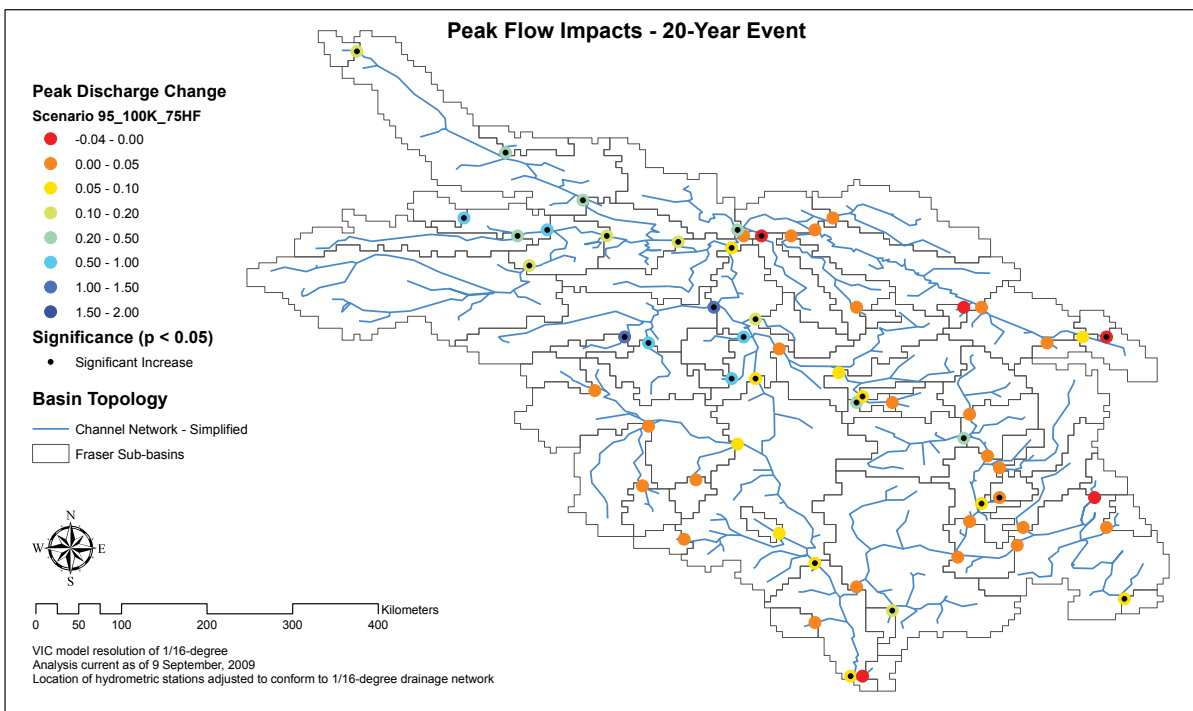 Peak Flow Impacts - 20-Year Event
Peak Discharge Change
Scenario 95_100K_75HF
-0.04 - 0.00
0.00 - 0.05
0.05 - 0.10
0.10 - 0.20
0.20 - 0.50
0.50 - 1.00
1.00 - 1.50
1.50 - 2.00
Significance (p < 0.05)
Significant Increase
Basin Topology
Channel Network - Simplified
Fraser Sub-basins
N
W E
S
Kilometers
0 50 100 200 300 400
VIC model resolution of 1/16-degree
Analysis current as of 9 September, 2009
Location of hydrometric stations adjusted to conform to 1/16-degree drainage network